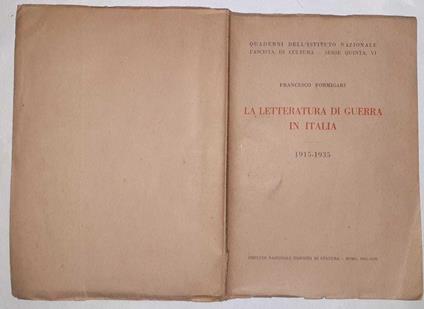 QUADERNI DELL'ISTITUTO NAZIONALE
FASCISTA DI CULTURA - SERIE QUINTA, VI
FRANCESCO FORMIGARI
LA LETTERATURA DI GUERRA
IN ITALIA
1915-1935
ISTITUTO NAZIONALE FASCISTA DI CULTURA - ROMA,